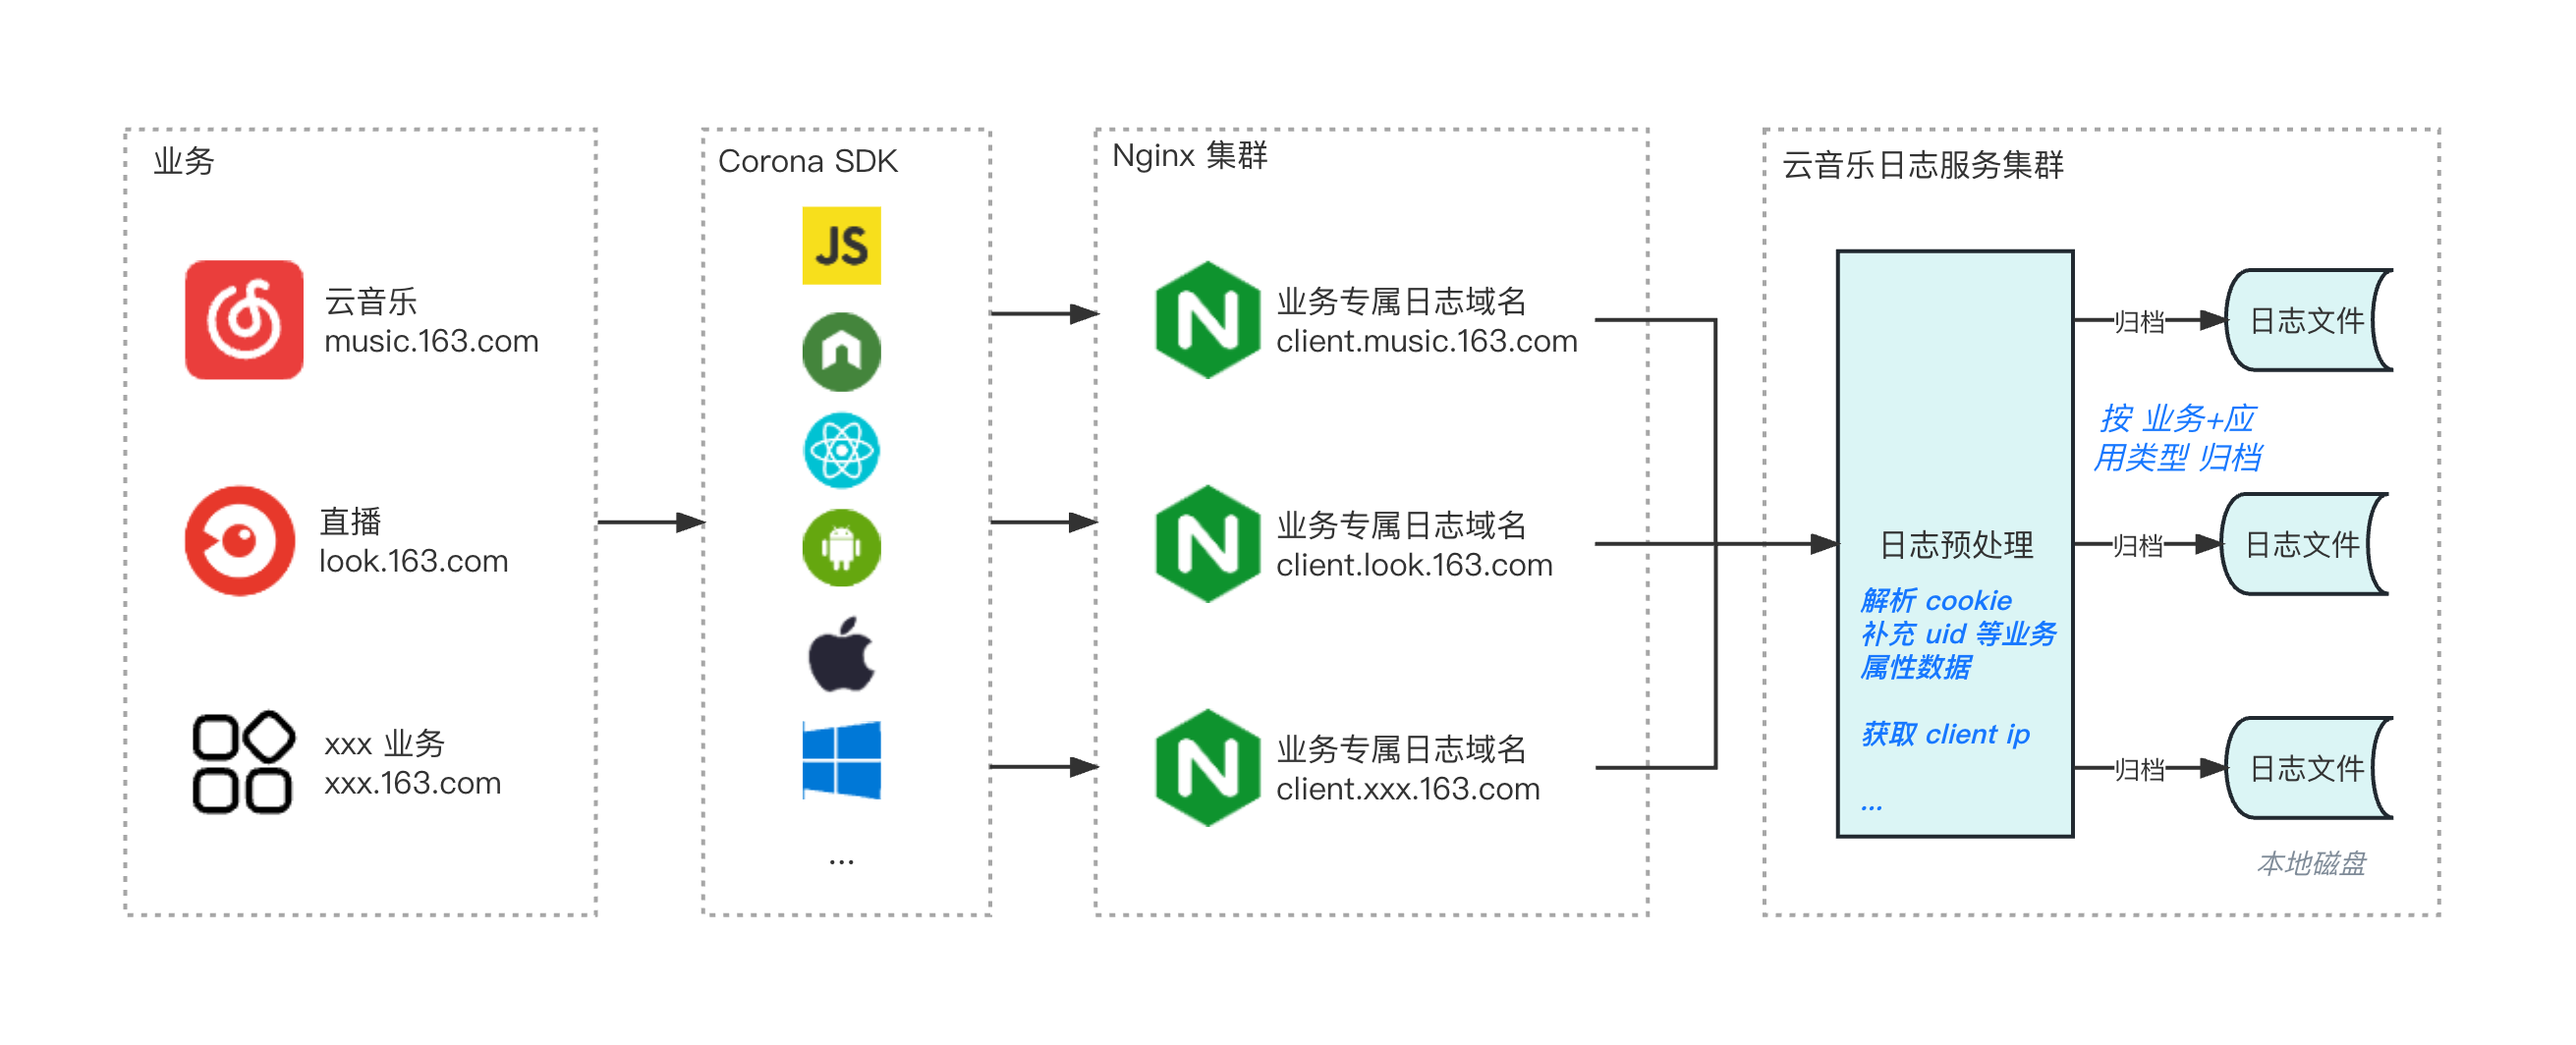 业务
云音乐
music.163.com
直播
look.163.com
xxx 业务
xxx.163.com
Corona SDK
JS
...
Nginx 集群
N
业务专属日志域名
client.music.163.com
N
业务专属日志域名
client.look.163.com
N
业务专属日志域名
client.xxx.163.com
云音乐日志服务集群
日志预处理
解析 cookie
补充 uid 等业务
属性数据
获取 client ip
...
归档
日志文件
按 业务+应
用类型 归档
归档
日志文件
归档
日志文件
本地磁盘